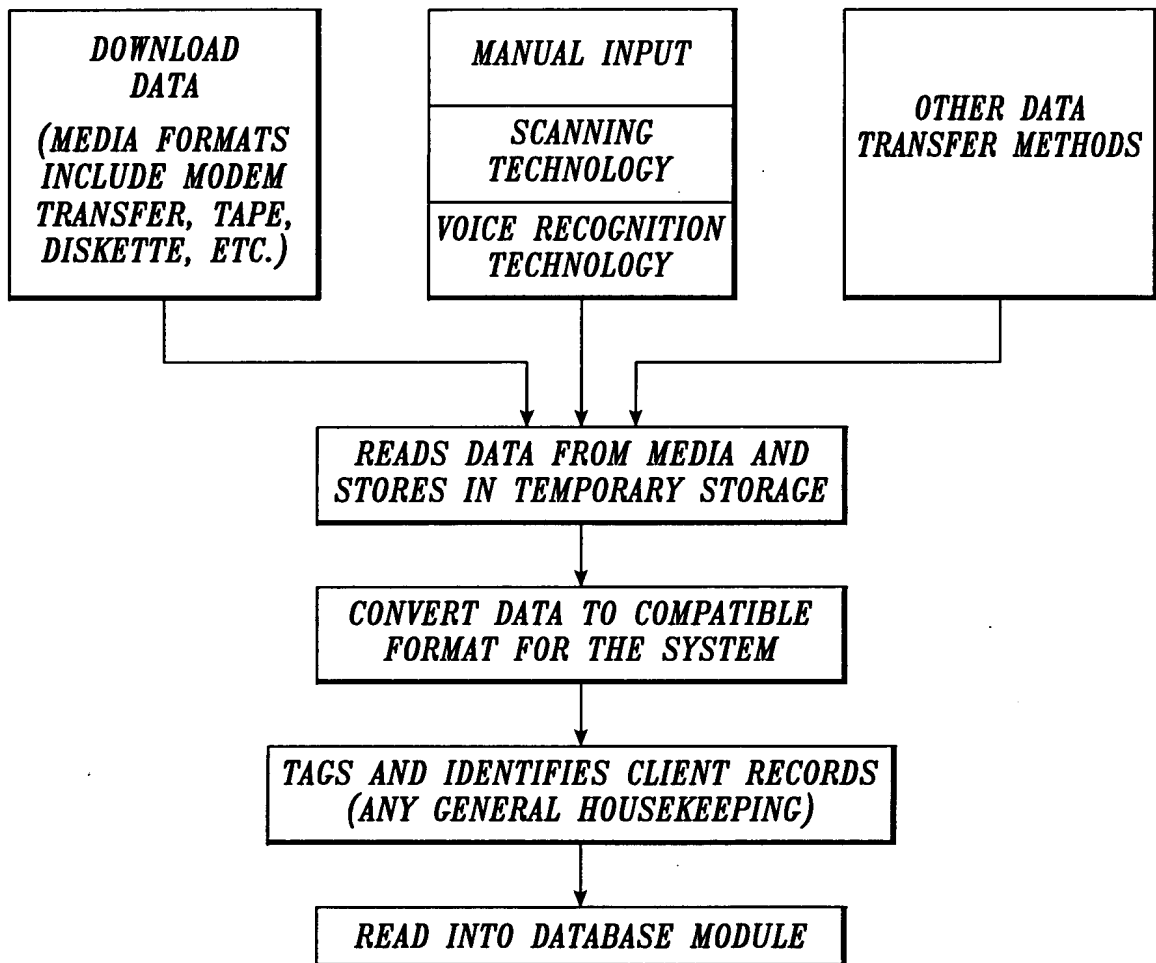 DOWNLOAD
DATA
(MEDIA FORMATS
INCLUDE MODEM
TRANSFER, TAPE,
DISKETTE, ETC.)
MANUAL INPUT
SCANNING
TECHNOLOGY
VOICE RECOGNITION
TECHNOLOGY
OTHER DATA
TRANSFER METHODS
READS DATA FROM MEDIA AND
STORES IN TEMPORARY STORAGE
CONVERT DATA TO COMPATIBLE
FORMAT FOR THE SYSTEM
TAGS AND IDENTIFIES CLIENT RECORDS
(ANY GENERAL HOUSEKEEPING)
READ INTO DATABASE MODULE